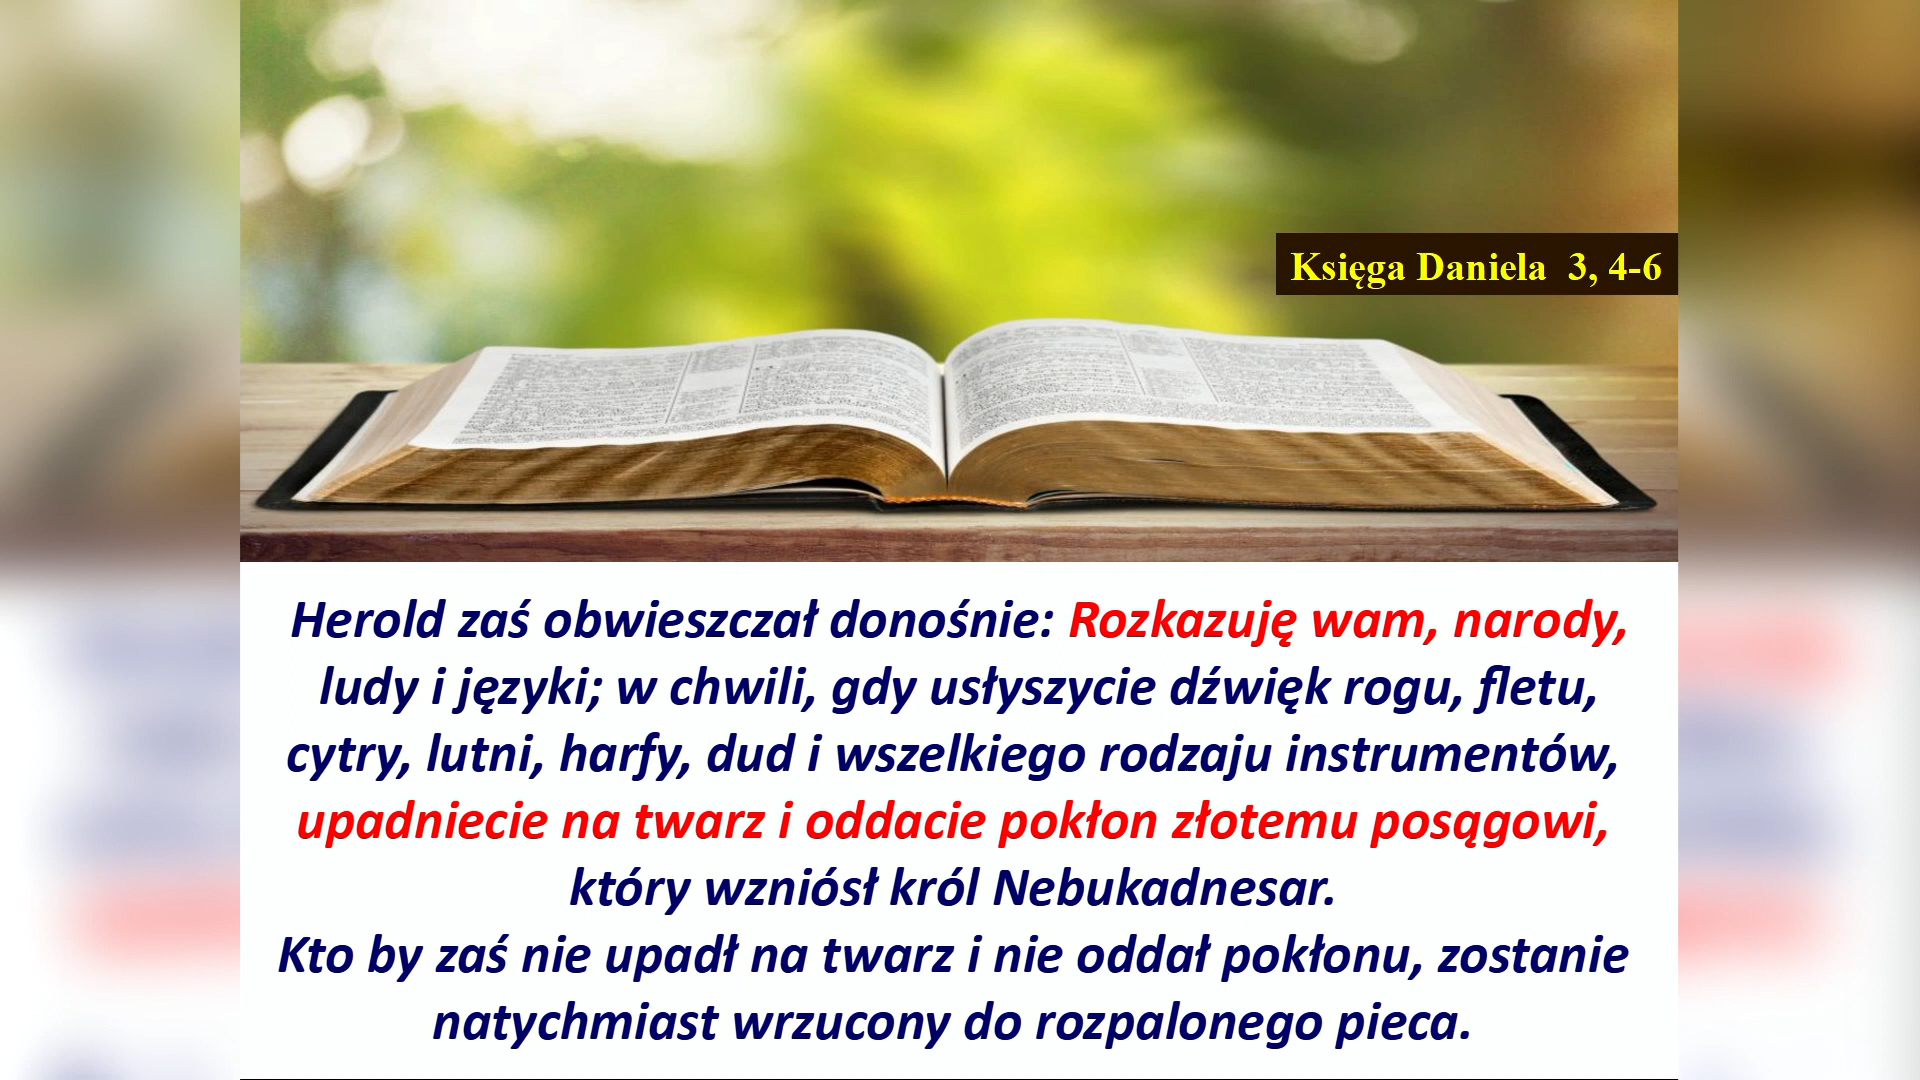 Księga Daniela 3, 4-6
Herold zaś obwieszczał donośnie: Rozkazuję wam, narody,
ludy i języki; w chwili, gdy usłyszycie dźwięk rogu, fletu,
cytry, lutni, harfy, dud i wszelkiego rodzaju instrumentów,
upadniecie na twarz i oddacie pokłon złotemu posągowi,
który wzniósł król Nebukadnesar.
Kto by zaś nie upadł na twarz i nie oddał pokłonu, zostanie
natychmiast wrzucony do rozpalonego pieca.